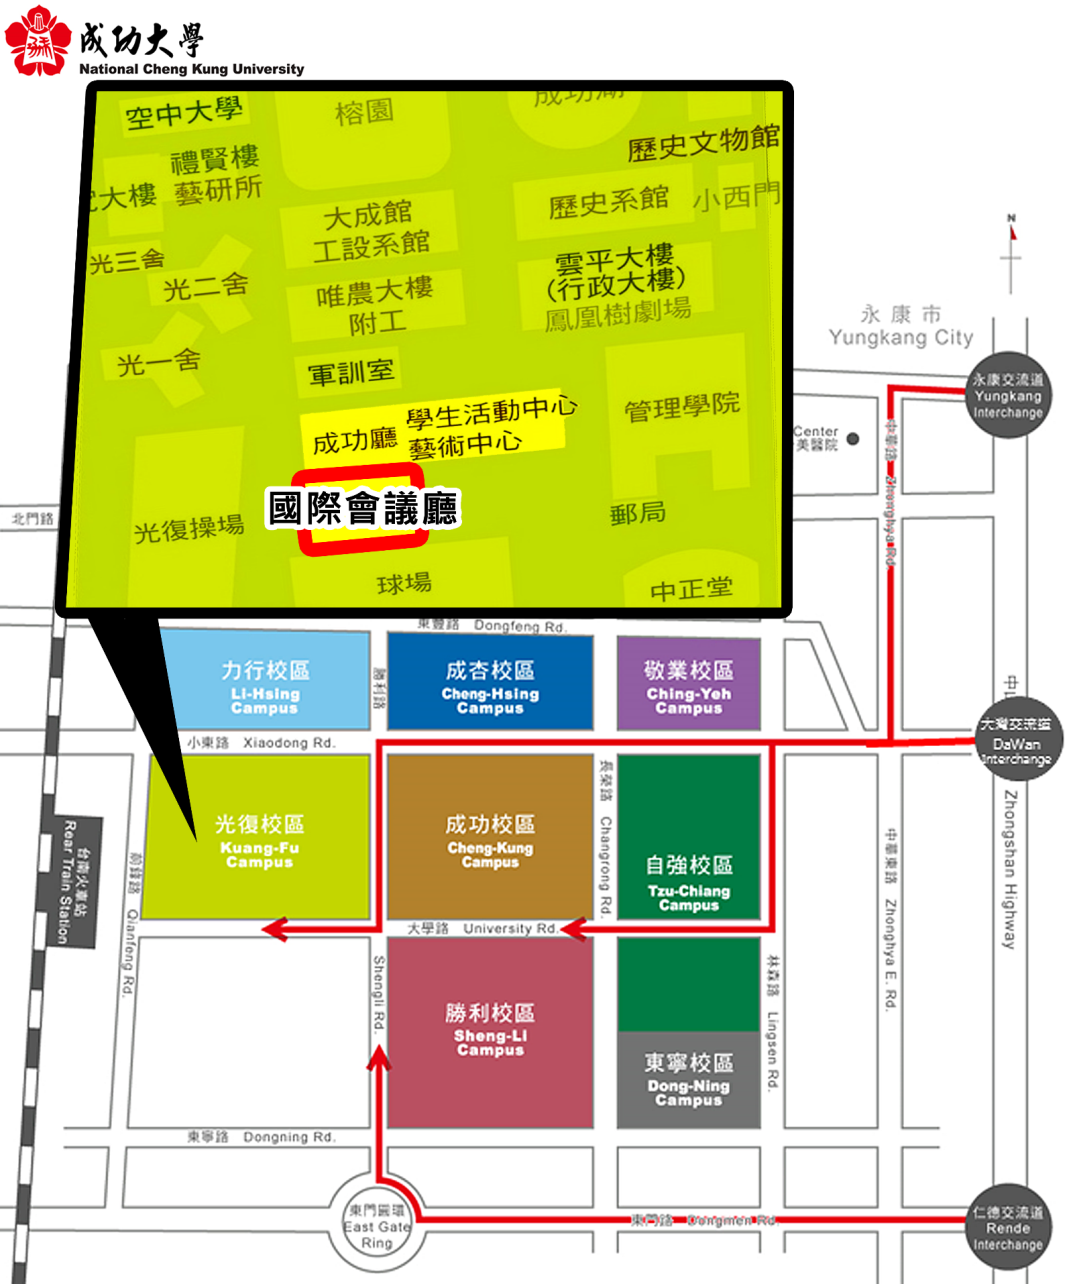 成功大學
National Cheng Kung University
空中大學
榕園
成功湖
歷史文物館
禮賢樓
藝研所
大樓
大成館
工設系館
歷史系館
小西門
光三舍
光二舍
唯農大樓
附工
雲平大樓
(行政大樓)
鳳凰樹劇場
光一舍
軍訓室
成功廳
學生活動中心
藝術中心
管理學院
國際會議廳
光復操場
郵局
球場
中正堂
N
永康市
Yungkang City
永康交流道
Yungkang
Interchange
Center
美醫院
中華路 Zhonghya Rd.
北門路
東豐路 Dongfeng Rd.
力行校區
Li-Hsing
Campus
勝利路
成杏校區
Cheng-Hsing
Campus
敬業校區
Ching-Yeh
Campus
中山
大灣交流道
DaWan
Interchange
小東路 Xiaodong Rd.
光復校區
Kuang-Fu
Campus
成功校區
Cheng-Kung
Campus
長榮路 Changrong Rd.
自強校區
Tzu-Chiang
Campus
台南火車站
Rear Train Station
前鋒路 Qianfeng Rd.
中華東路 Zhonghya E. Rd.
Zhongshan Highway
大學路 University Rd.
Shengli Rd.
勝利校區
Sheng-Li
Campus
林森路 Lingsen Rd.
東寧校區
Dong-Ning
Campus
東寧路 Dongning Rd.
東門圓環
East Gate
Ring
東門路 Dongmen Rd.
仁德交流道
Rende
Interchange